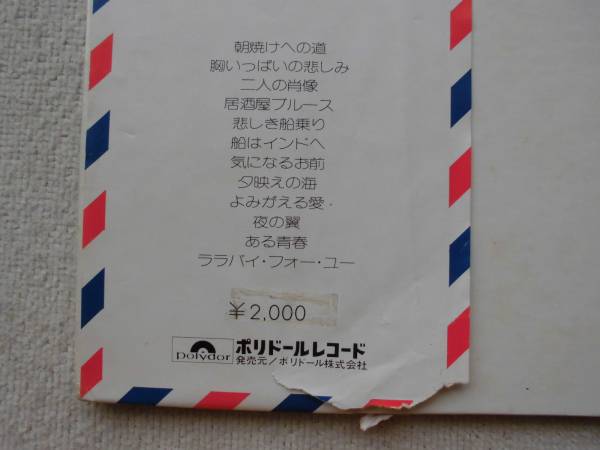 朝焼けへの道
胸いっぱいの悲しみ
二人の肖像
居酒屋ブルース
悲しき船乗り
船はインドへ
気になるお前
夕映えの海
よみがえる愛
夜の翼
ある青春
ララバイ・フォー・ユー
￥2,000
polydor ポリドールレコード
発売元/ポリドール株式会社